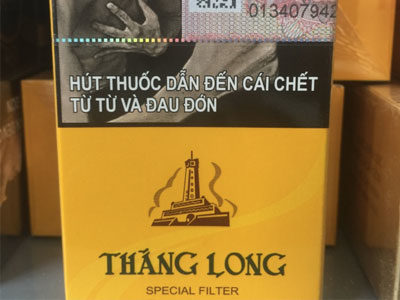 013407942
HÚT THUỐC DẪN ĐẾN CÁI CHẾT
TỪ TỪ VÀ ĐAU ĐỚN
THĂNG LONG
SPECIAL FILTER